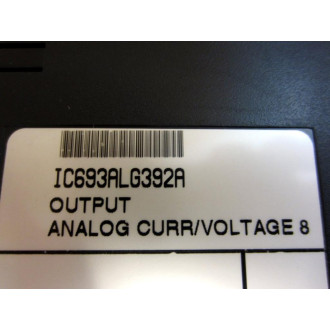 IC693ALG392A
OUTPUT
ANALOG CURR/VOLTAGE 8